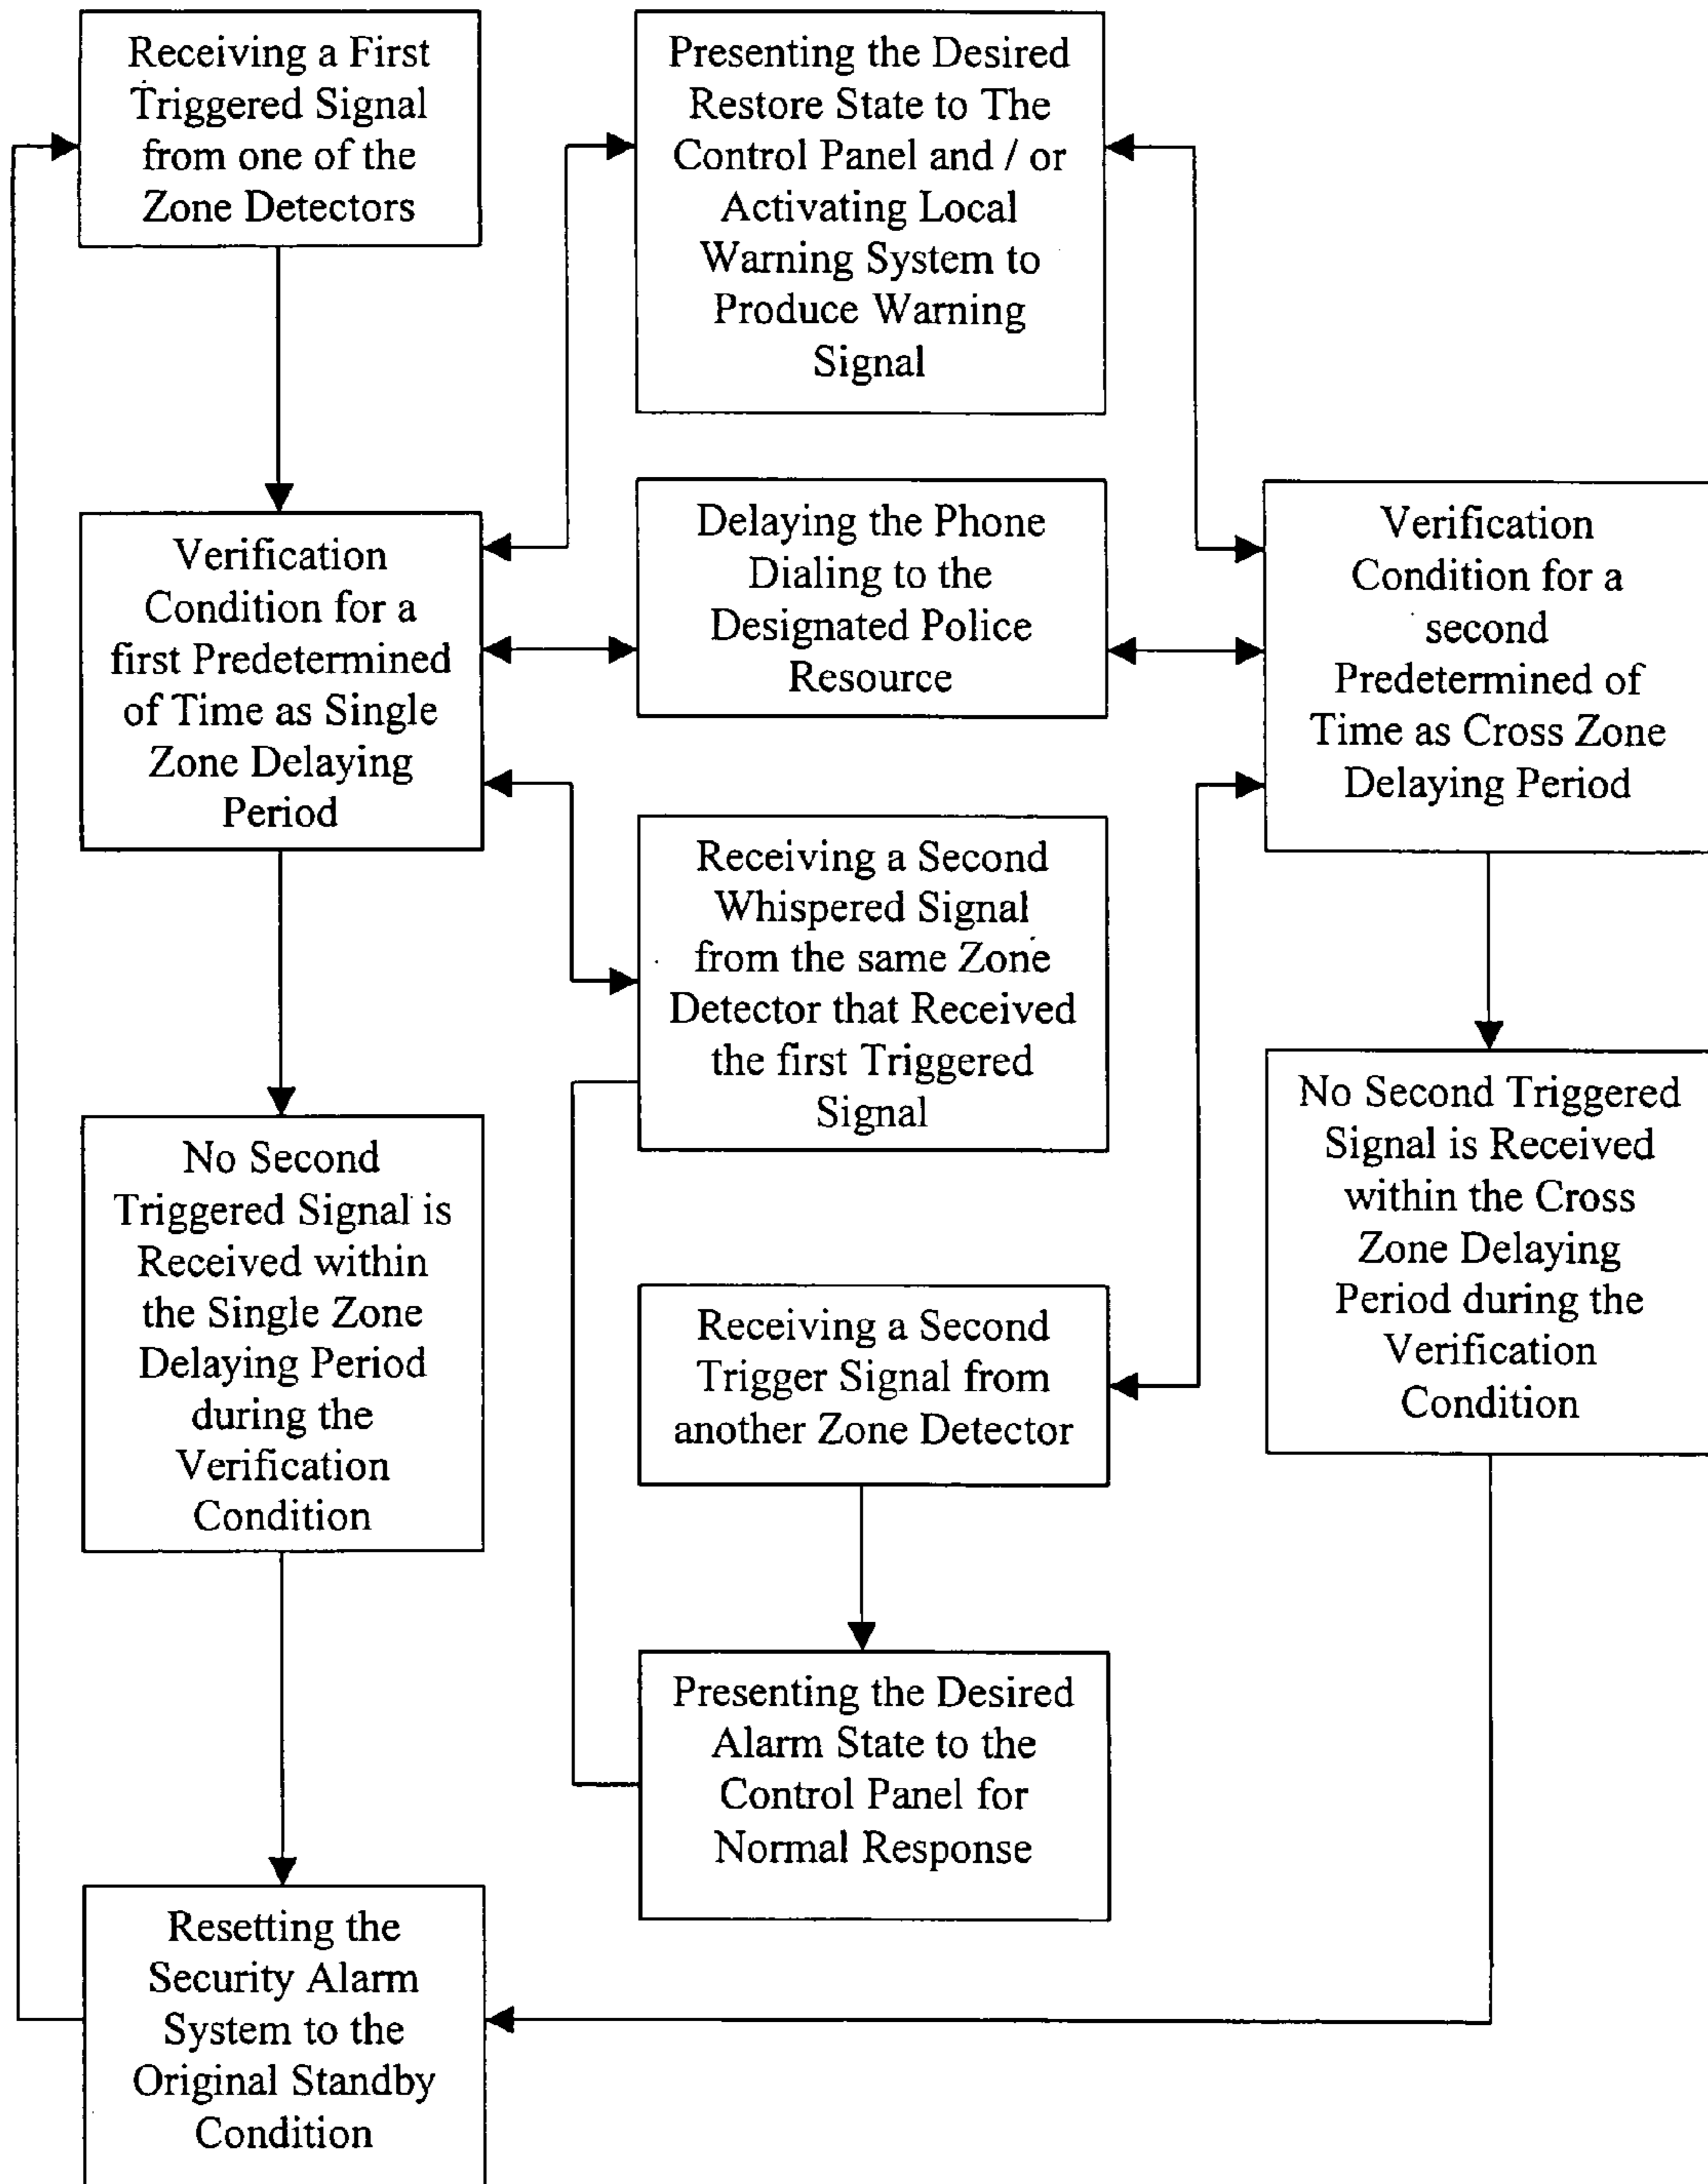 Receiving a First
Triggered Signal
from one of the
Zone Detectors
Presenting the Desired
Restore State to The
Control Panel and / or
Activating Local
Warning System to
Produce Warning
Signal
Verification
Condition for a
first Predetermined
of Time as Single
Zone Delaying
Period
Delaying the Phone
Dialing to the
Designated Police
Resource
Verification
Condition for a
second
Predetermined of
Time as Cross Zone
Delaying Period
Receiving a Second
Whispered Signal
from the same Zone
Detector that Received
the first Triggered
Signal
No Second
Triggered Signal is
Received within
the Single Zone
Delaying Period
during the
Verification
Condition
No Second Triggered
Signal is Received
within the Cross
Zone Delaying
Period during the
Verification
Condition
Receiving a Second
Trigger Signal from
another Zone Detector
Presenting the Desired
Alarm State to the
Control Panel for
Normal Response
Resetting the
Security Alarm
System to the
Original Standby
Condition